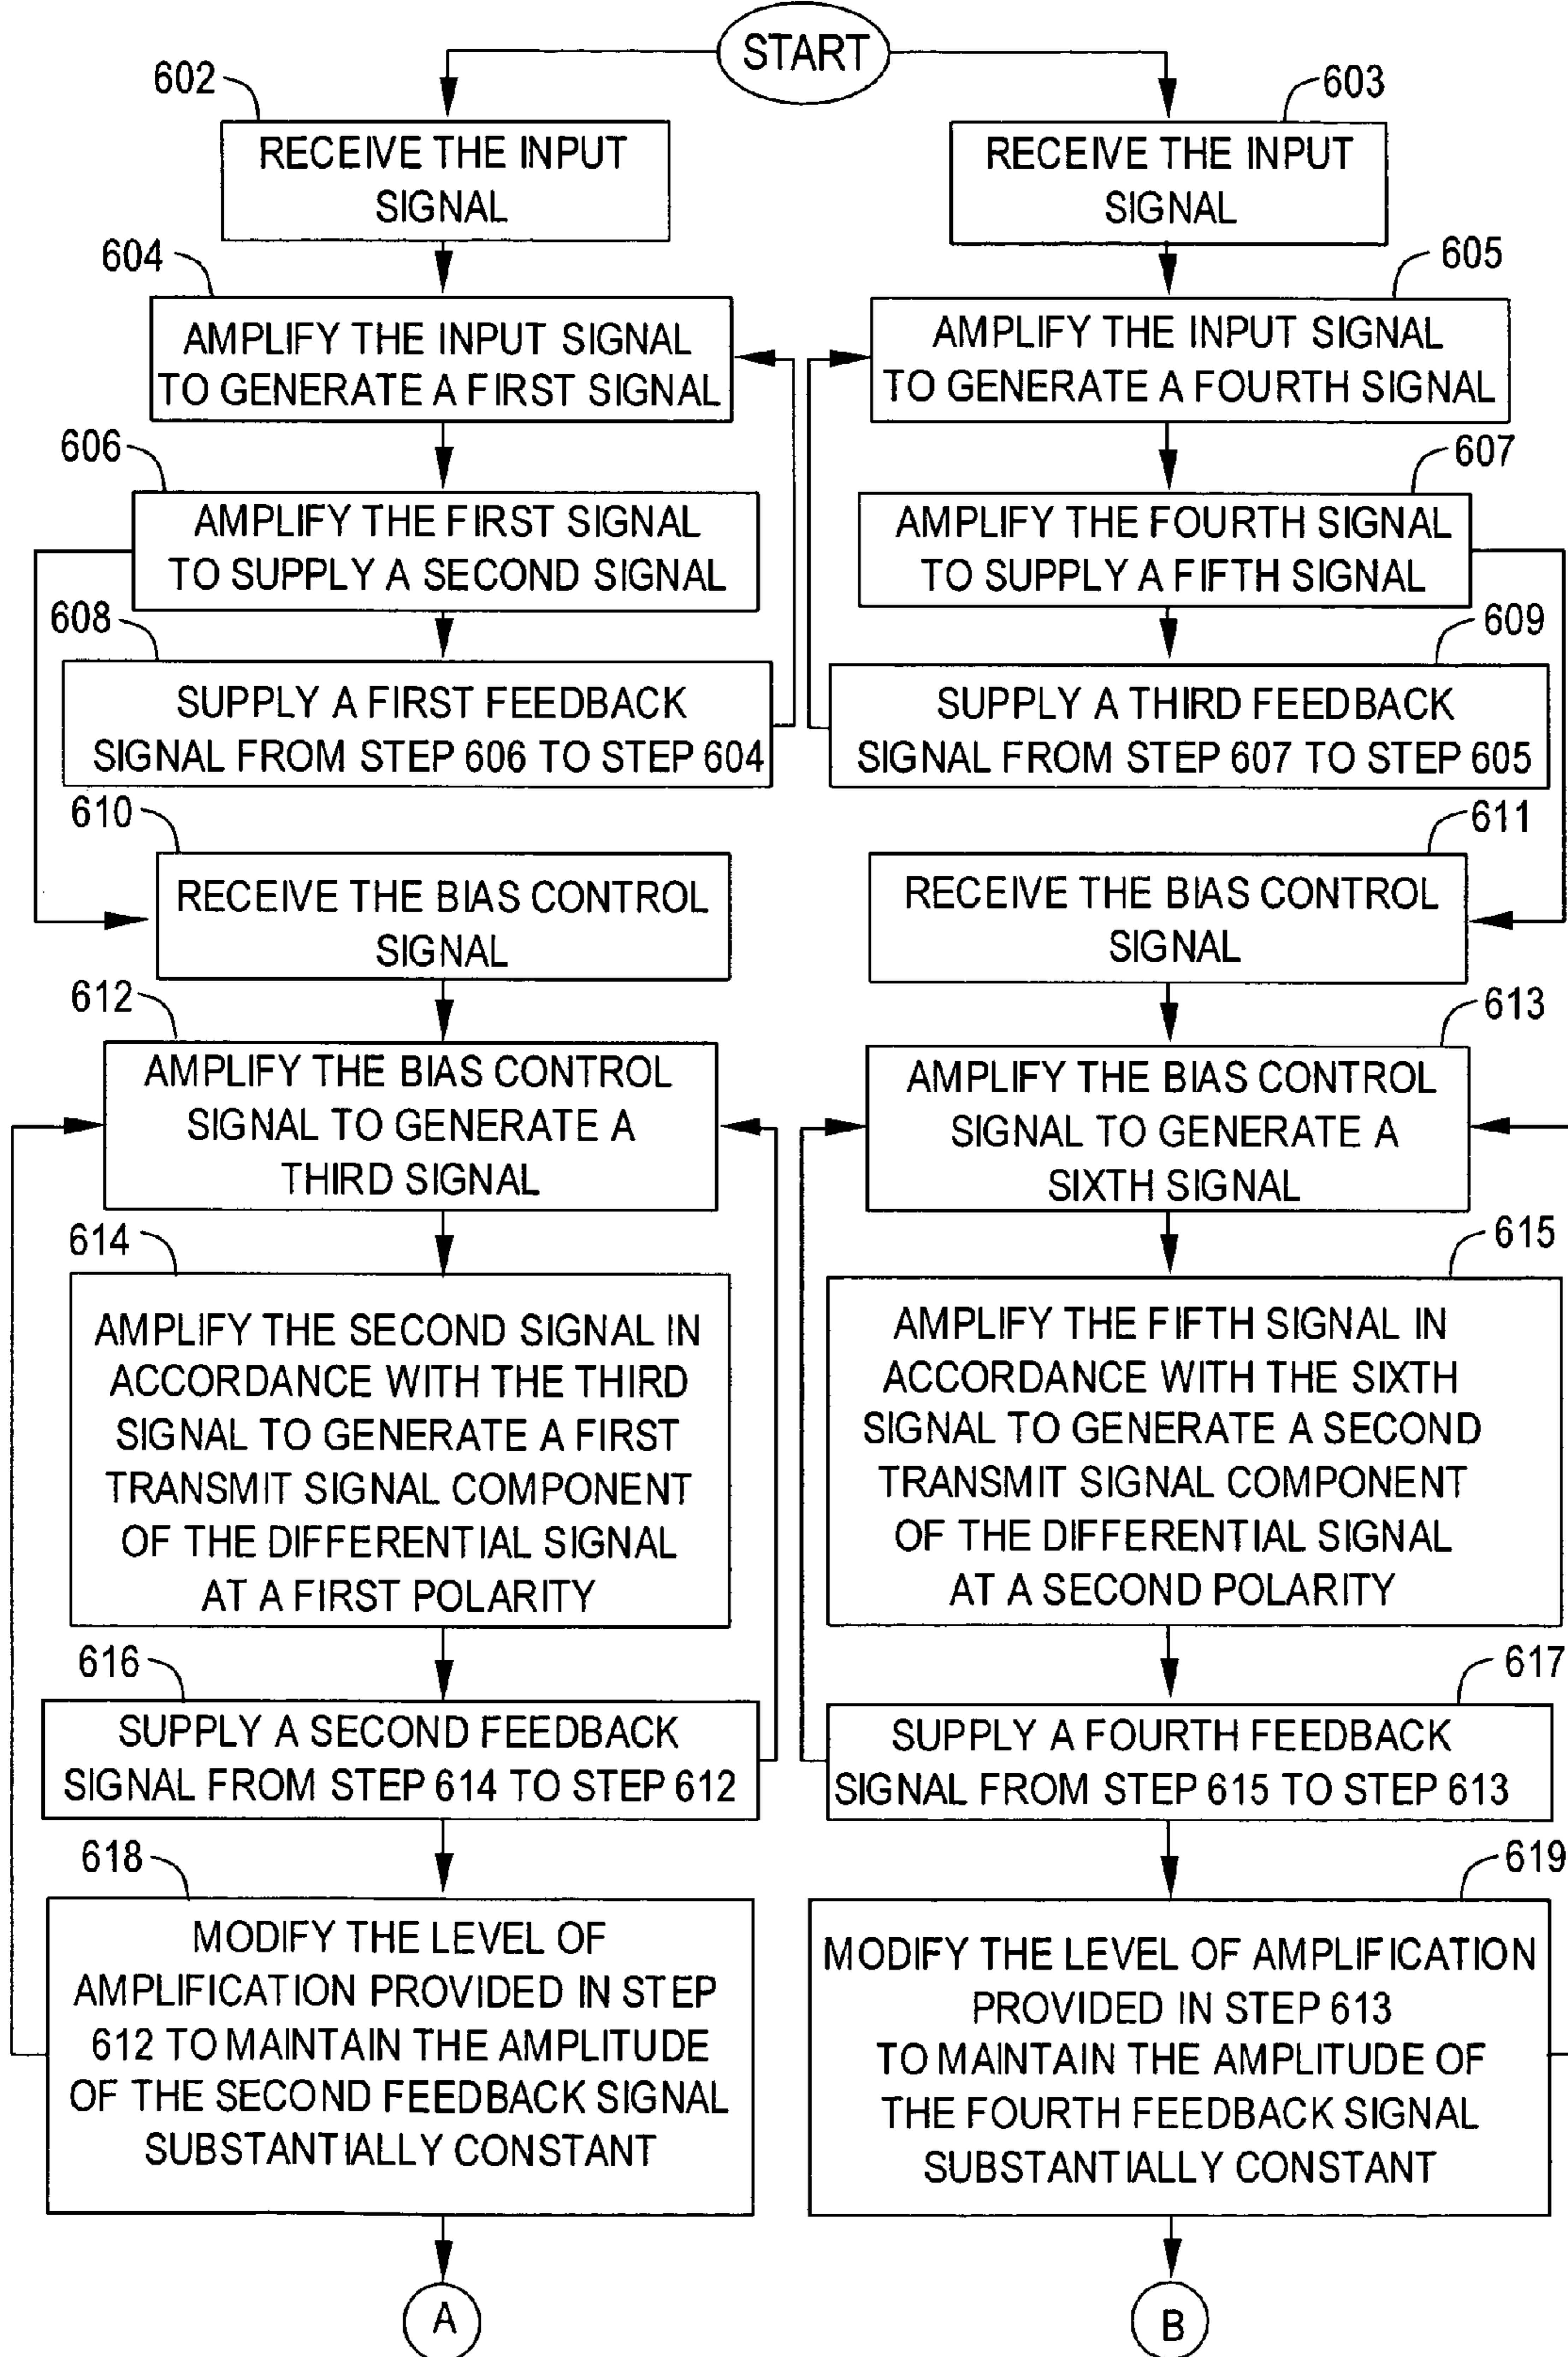 START
602
RECEIVE THE INPUT
SIGNAL
604
AMPLIFY THE INPUT SIGNAL
TO GENERATE A FIRST SIGNAL
606
AMPLIFY THE FIRST SIGNAL
TO SUPPLY A SECOND SIGNAL
608
SUPPLY A FIRST FEEDBACK
SIGNAL FROM STEP 606 TO STEP 604
610
RECEIVE THE BIAS CONTROL
SIGNAL
612
AMPLIFY THE BIAS CONTROL
SIGNAL TO GENERATE A
THIRD SIGNAL
614
AMPLIFY THE SECOND SIGNAL IN
ACCORDANCE WITH THE THIRD
SIGNAL TO GENERATE A FIRST
TRANSMIT SIGNAL COMPONENT
OF THE DIFFERENTIAL SIGNAL
AT A FIRST POLARITY
616
SUPPLY A SECOND FEEDBACK
SIGNAL FROM STEP 614 TO STEP 612
618
MODIFY THE LEVEL OF
AMPLIFICATION PROVIDED IN STEP
612 TO MAINTAIN THE AMPLITUDE
OF THE SECOND FEEDBACK SIGNAL
SUBSTANTIALLY CONSTANT
A
603
RECEIVE THE INPUT
SIGNAL
605
AMPLIFY THE INPUT SIGNAL
TO GENERATE A FOURTH SIGNAL
607
AMPLIFY THE FOURTH SIGNAL
TO SUPPLY A FIFTH SIGNAL
609
SUPPLY A THIRD FEEDBACK
SIGNAL FROM STEP 607 TO STEP 605
611
RECEIVE THE BIAS CONTROL
SIGNAL
613
AMPLIFY THE BIAS CONTROL
SIGNAL TO GENERATE A
SIXTH SIGNAL
615
AMPLIFY THE FIFTH SIGNAL IN
ACCORDANCE WITH THE SIXTH
SIGNAL TO GENERATE A SECOND
TRANSMIT SIGNAL COMPONENT
OF THE DIFFERENTIAL SIGNAL
AT A SECOND POLARITY
617
SUPPLY A FOURTH FEEDBACK
SIGNAL FROM STEP 615 TO STEP 613
619
MODIFY THE LEVEL OF AMPLIFICATION
PROVIDED IN STEP 613
TO MAINTAIN THE AMPLITUDE OF
THE FOURTH FEEDBACK SIGNAL
SUBSTANTIALLY CONSTANT
B